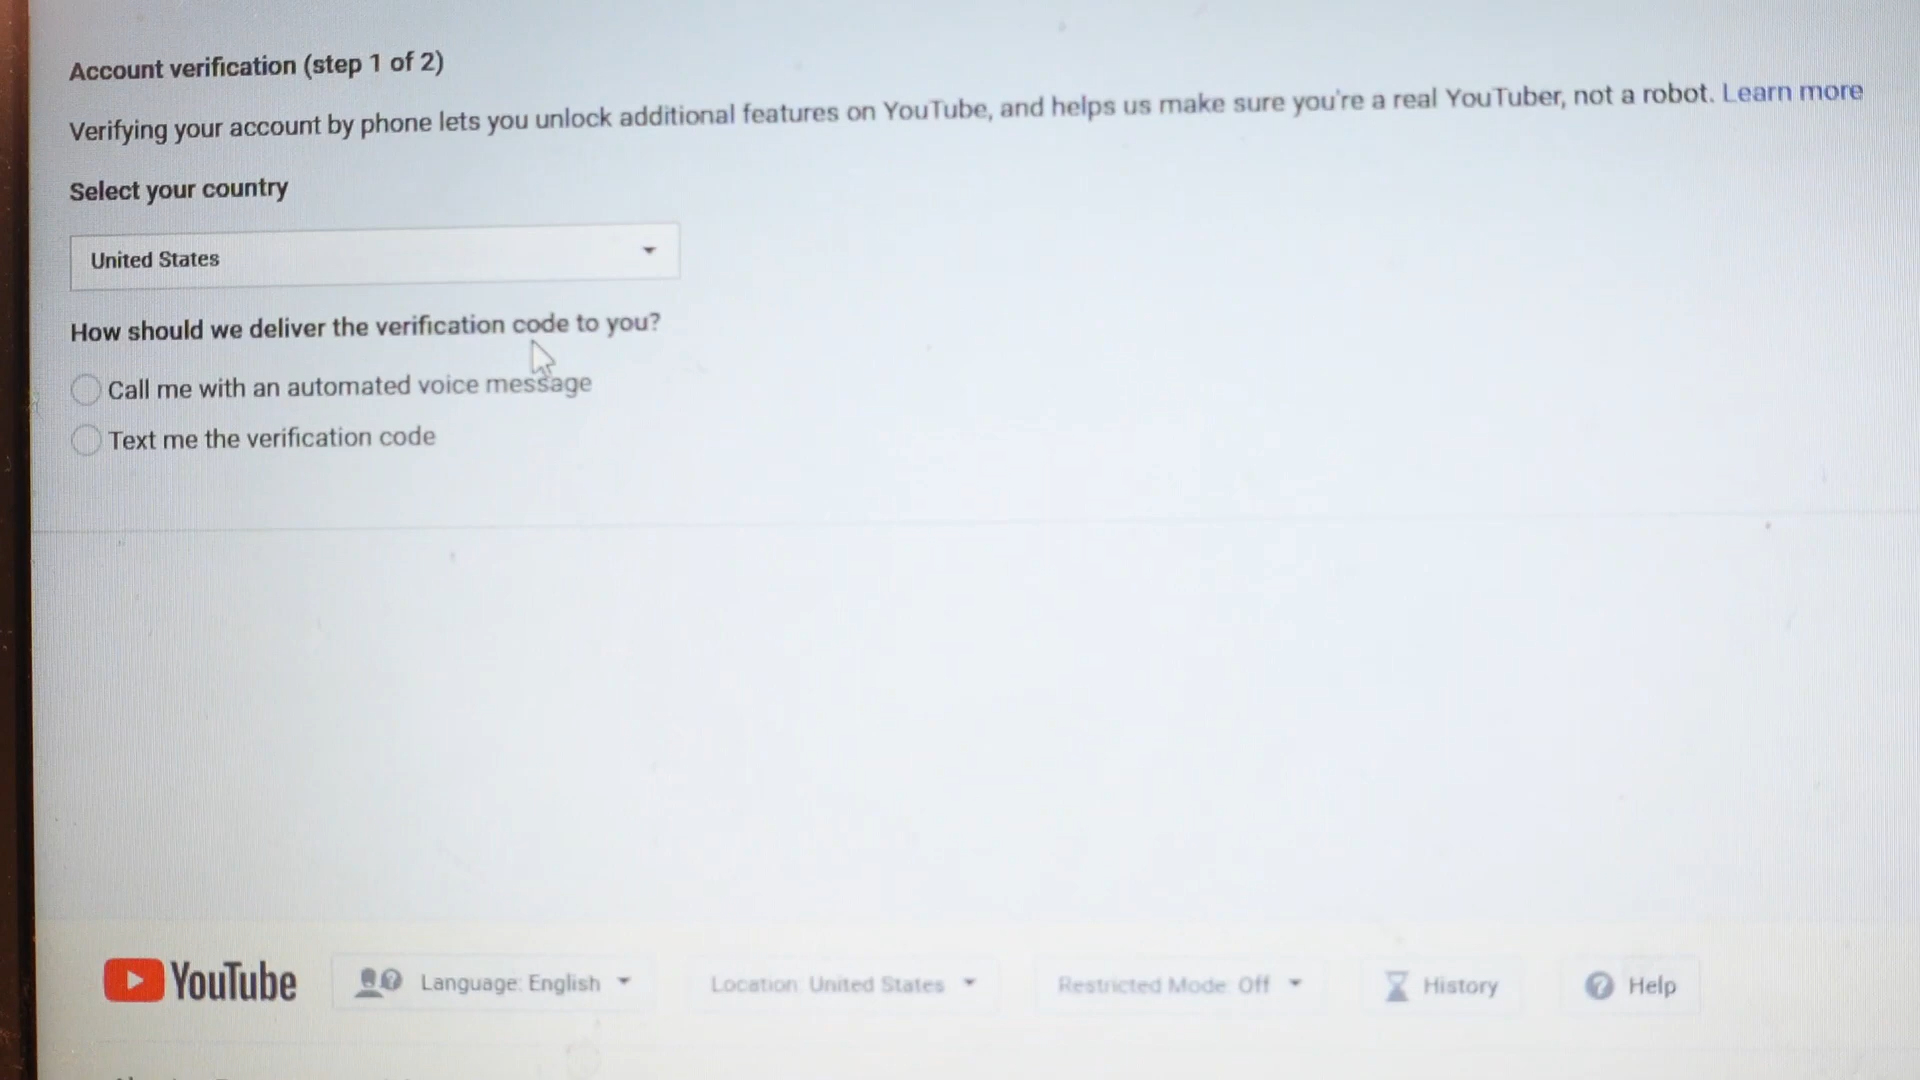 Account verification (step 1 of 2)
Verifying your account by phone lets you unlock additional features on YouTube, and helps us make sure you're a real YouTuber, not a robot. Learn more
Select your country
United States
How should we deliver the verification code to you?
Call me with an automated voice message
Text me the verification code
YouTube Language: English Location: United States Restricted Mode: Off History Help